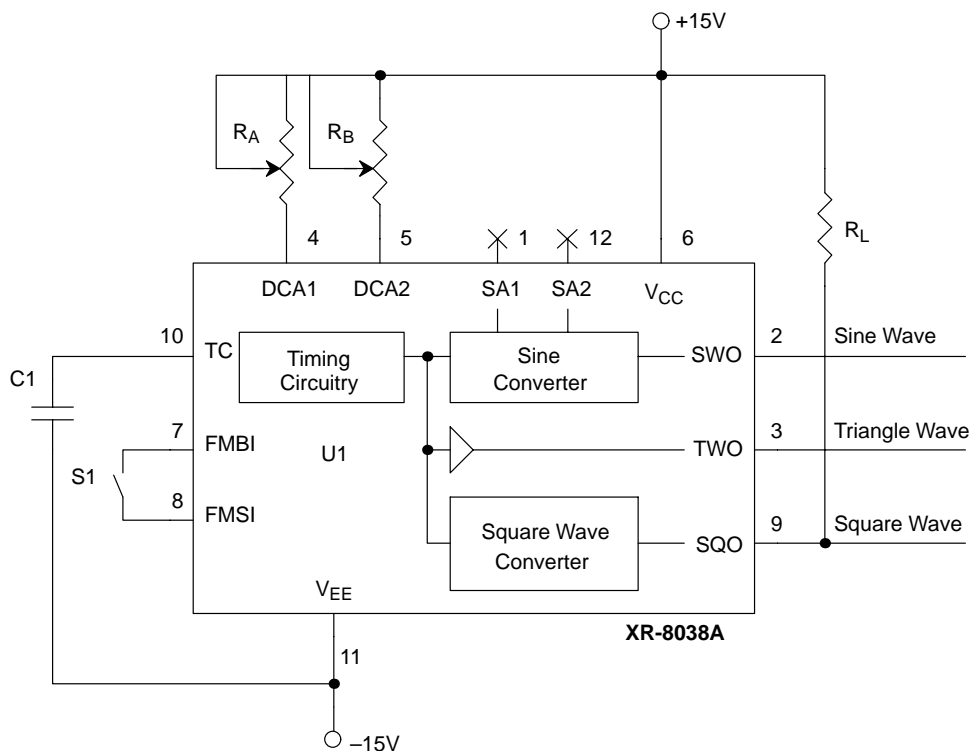 +15V
RA
RB
4
5
1
12
6
RL
DCA1
DCA2
SA1
SA2
VCC
10
TC
Timing
Circuitry
Sine
Converter
SWO
2
Sine Wave
C1
7
FMBI
U1
TWO
3
Triangle Wave
S1
8
FMSI
Square Wave
Converter
SQO
9
Square Wave
VEE
XR-8038A
11
–15V